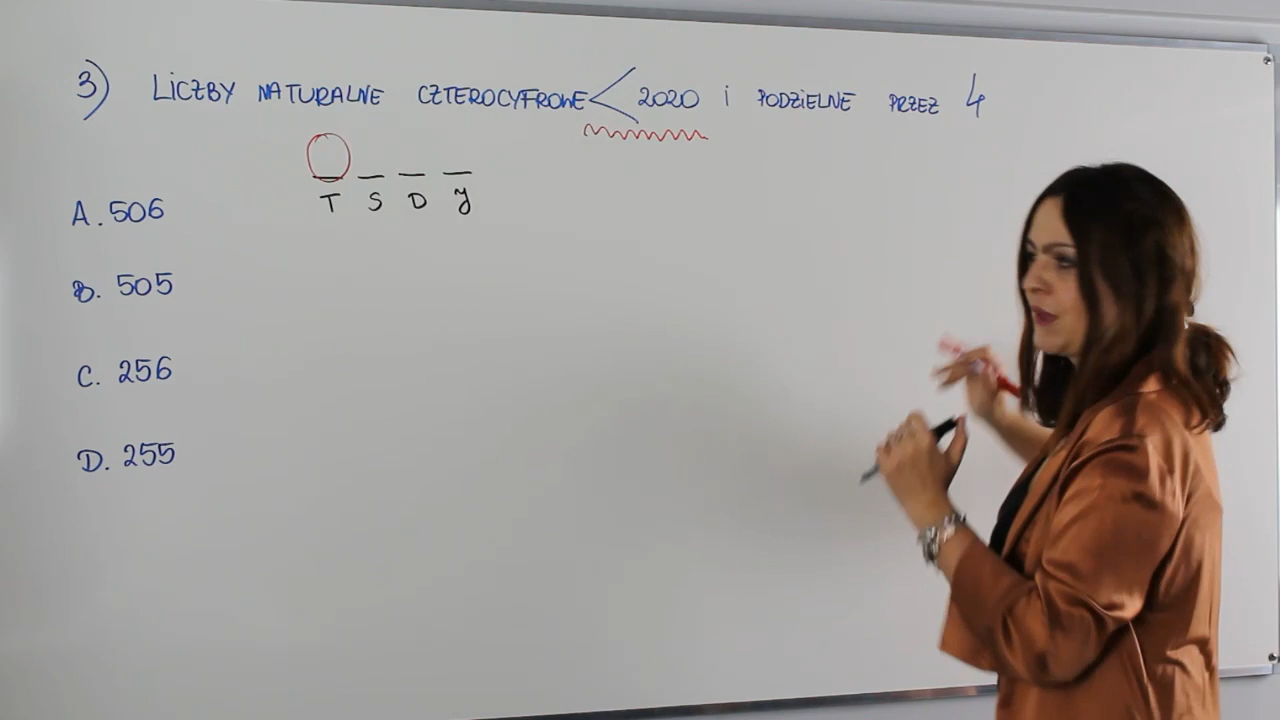 3) LICZBY NATURALNE CZTEROCYFROWE < 2020 i PODZIELNE PRZEZ 4
_ _ _ _
T S D J
A. 506
B. 505
C. 256
D. 255